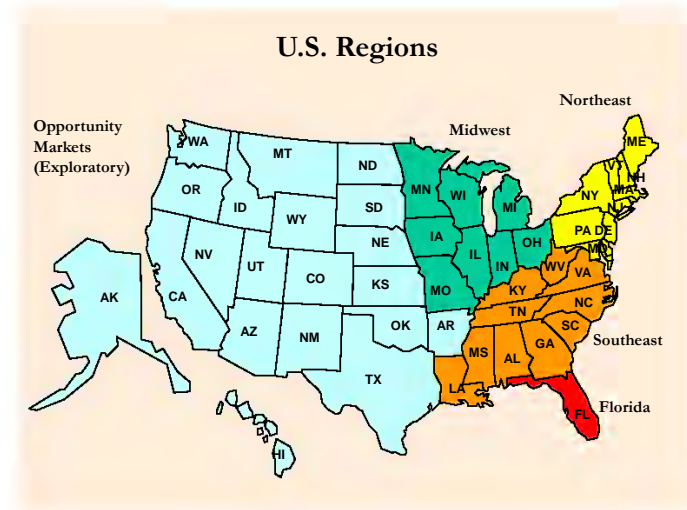 U.S. Regions
Northeast
Opportunity
Markets
(Exploratory)
Midwest
WA
MT
ND
MN
WI
MI
ME
VT
NH
MA
NY
OR
ID
SD
WY
IA
NJ
PA DE
MD
NE
IL
IN
OH
NV
UT
CO
KS
MO
WV
VA
KY
AK
CA
NC
TN
AZ
NM
OK
AR
SC
MS
AL
GA
Southeast
TX
LA
FL
Florida
HI